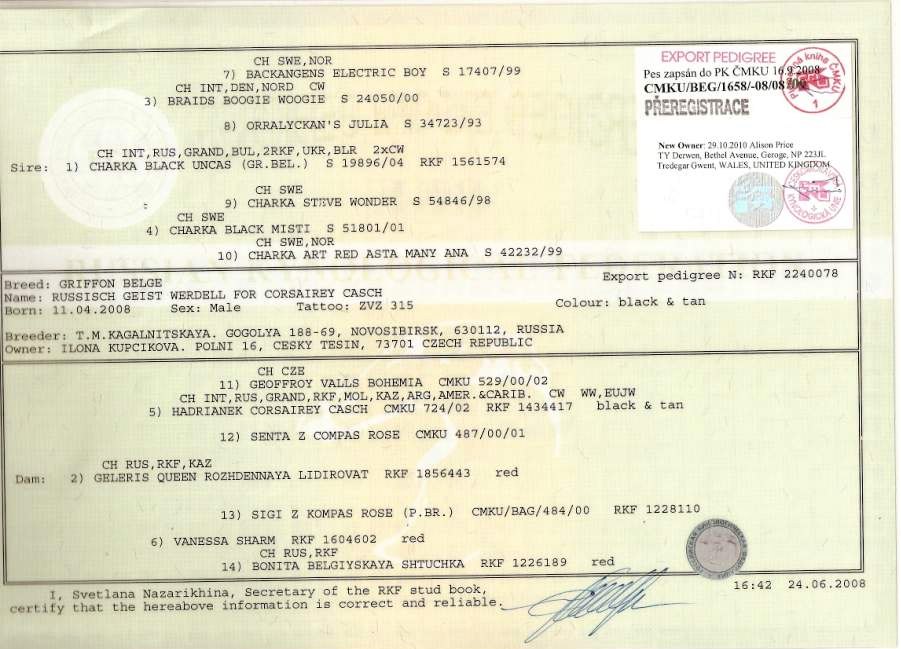 CH SWE,NOR
7) BACKANGENS ELECTRIC BOY S 17407/99
CH INT,DEN,NORD CW
3) BRAIDS BOOGIE WOOGIE S 24050/00
8) ORRALYCKAN'S JULIA S 34723/93
CH INT,RUS,GRAND,BUL,2RKF,UKR,BLR 2xCW
Sire: 1) CHARKA BLACK UNCAS (GR.BEL.) S 19896/04 RKF 1561574
CH SWE
9) CHARKA STEVE WONDER S 54846/98
CH SWE
4) CHARKA BLACK MISTI S 51801/01
CH SWE,NOR
10) CHARKA ART RED ASTA MANY ANA S 42232/99
EXPORT PEDIGREE
Pes zapsán do PK ČMKU 16.9.2008
CMKU/BEG/1658/-08/08
PŘEREGISTRACE
New Owner: 29.10.2010 Alison Price
TY Derwen, Bethel Avenue, Geroge, NP 223JL
Tredegar Gwent, WALES, UNITED KINGDOM
Plemenná kniha ČMKU
1
KYNOLOGICKÁ UNIE
Breed: GRIFFON BELGE Export pedigree N: RKF 2240078
Name: RUSSISCH GEIST WERDELL FOR CORSAIREY CASCH
Born: 11.04.2008 Sex: Male Tattoo: ZVZ 315 Colour: black & tan
Breeder: T.M.KAGALNITSKAYA. GOGOLYA 188-69, NOVOSIBIRSK, 630112, RUSSIA
Owner: ILONA KUPCIKOVA. POLNI 16, CESKY TESIN, 73701 CZECH REPUBLIC
CH CZE
11) GEOFFROY VALLS BOHEMIA CMKU 529/00/02
CH INT,RUS,GRAND,RKF,MOL,KAZ,ARG,AMER.&CARIB. CW WW,EUJW
5) HADRIANEK CORSAIREY CASCH CMKU 724/02 RKF 1434417 black & tan
12) SENTA Z COMPAS ROSE CMKU 487/00/01
CH RUS,RKF,KAZ
Dam: 2) GELERIS QUEEN ROZHDENNAYA LIDIROVAT RKF 1856443 red
13) SIGI Z KOMPAS ROSE (P.BR.) CMKU/BAG/484/00 RKF 1228110
6) VANESSA SHARM RKF 1604602 red
CH RUS,RKF
14) BONITA BELGIYSKAYA SHTUCHKA RKF 1226189 red
16:42 24.06.2008
I, Svetlana Nazarikhina, Secretary of the RKF stud book,
certify that the hereabove information is correct and reliable.